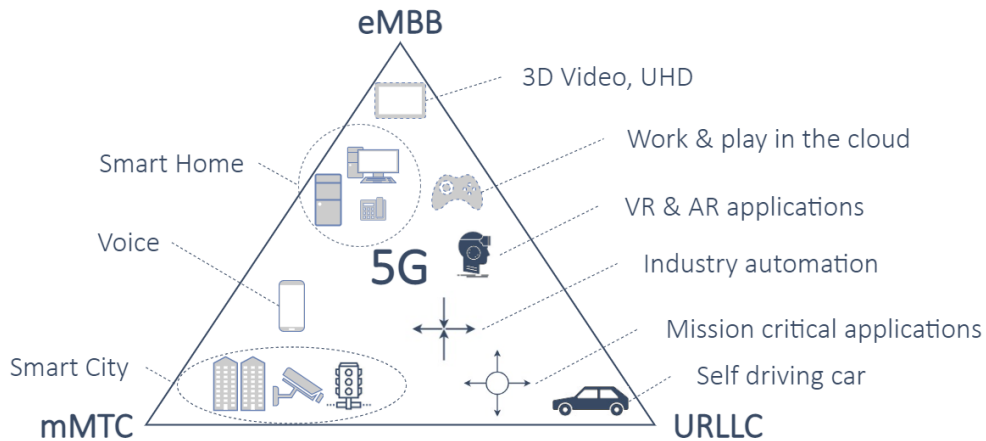 eMBB
3D Video, UHD
Work & play in the cloud
Smart Home
VR & AR applications
Voice
5G
Industry automation
Mission critical applications
Smart City
Self driving car
mMTC
URLLC